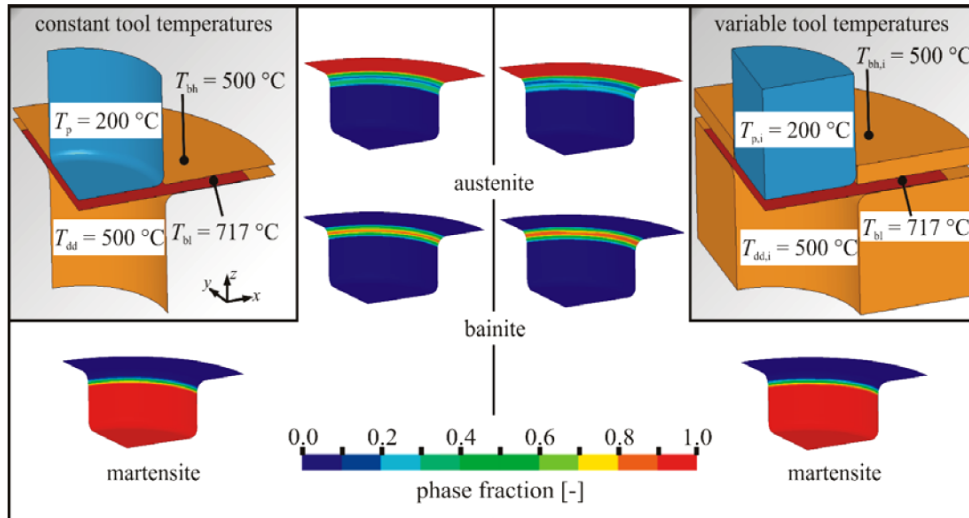 constant tool temperatures
T_bh = 500 °C
T_p = 200 °C
T_dd = 500 °C
T_bl = 717 °C
z
y
x
austenite
bainite
variable tool temperatures
T_bh,i = 500 °C
T_p,i = 200 °C
T_dd,i = 500 °C
T_bl = 717 °C
martensite
0.0 0.2 0.4 0.6 0.8 1.0
phase fraction [-]
martensite